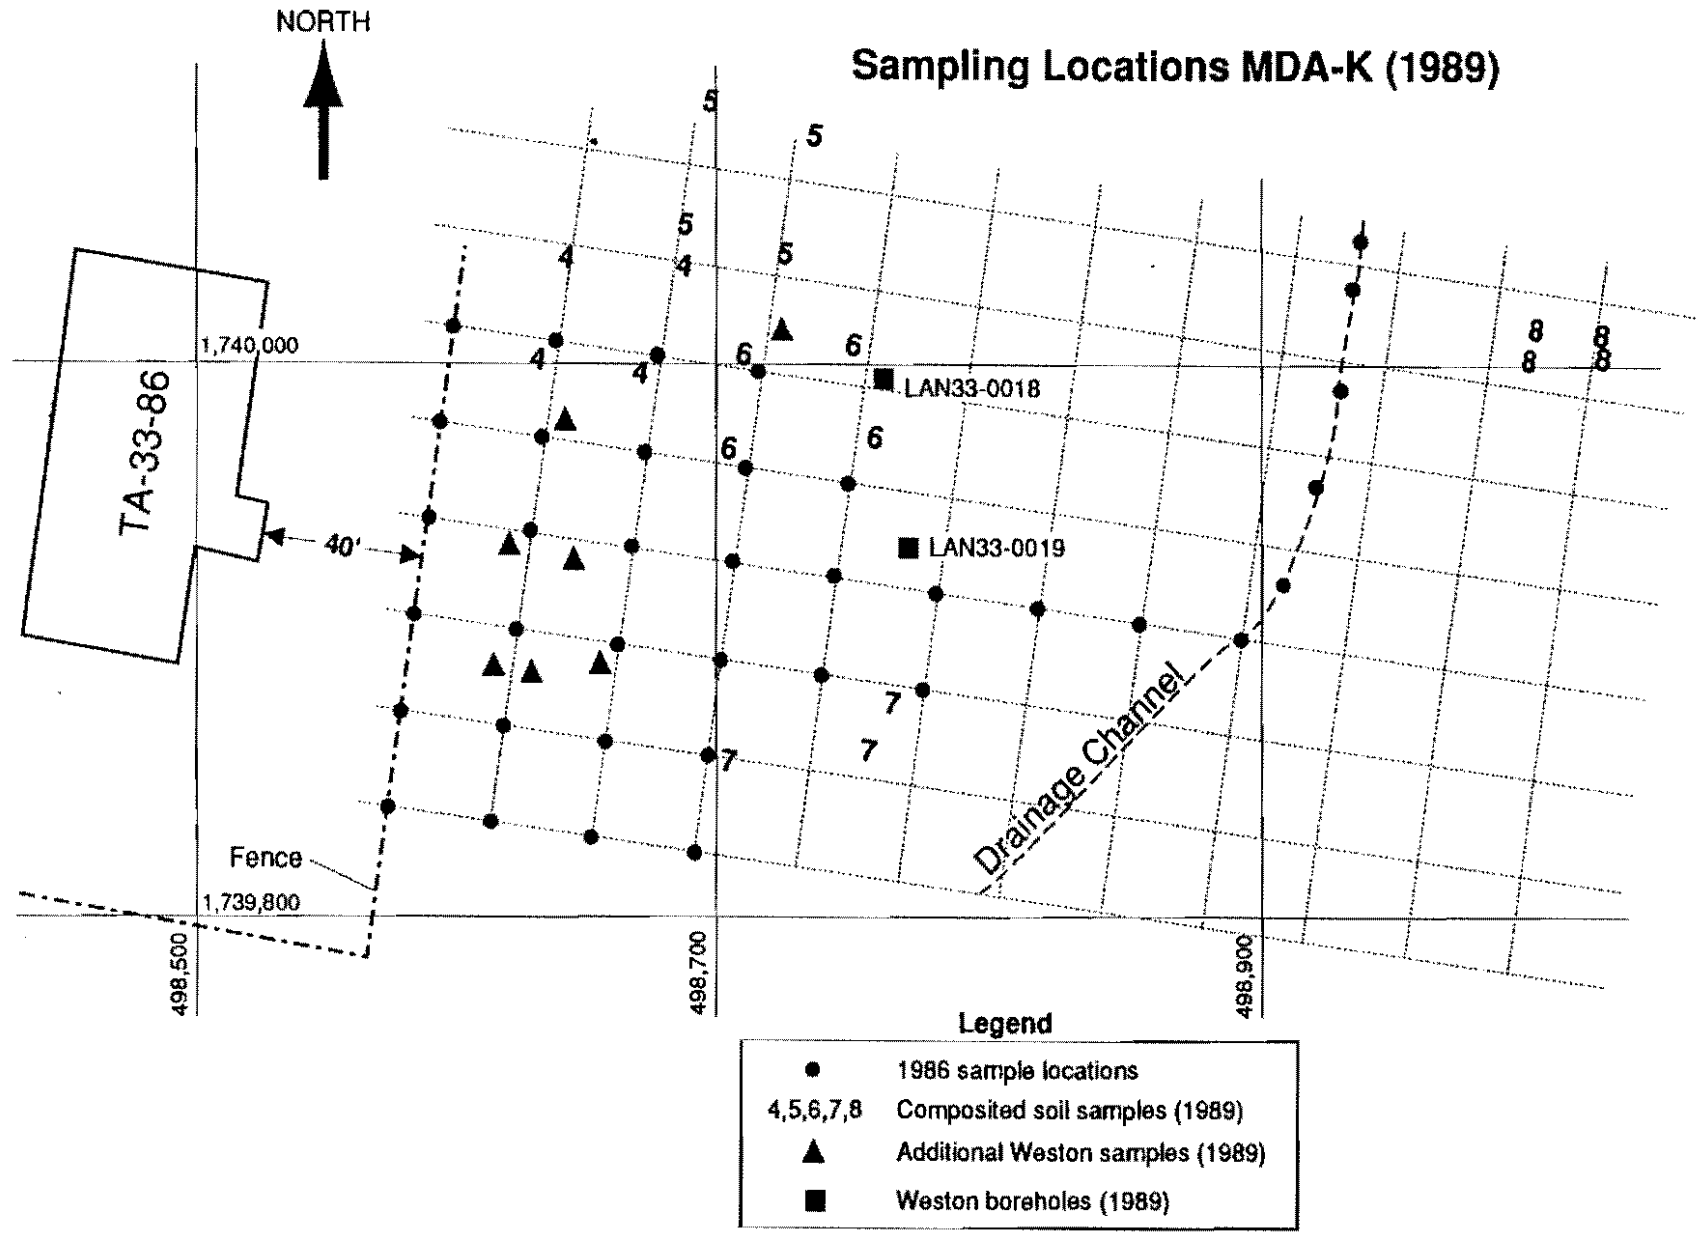 NORTH
Sampling Locations MDA-K (1989)
5
5
5
4
4
5
1,740,000
4
4
6
6
8
8
8
8
LAN33-0018
TA-33-86
6
6
40'
LAN33-0019
7
7
7
Drainage Channel
Fence
1,739,800
498,500
498,700
498,900
Legend
1986 sample locations
4,5,6,7,8 Composited soil samples (1989)
Additional Weston samples (1989)
Weston boreholes (1989)